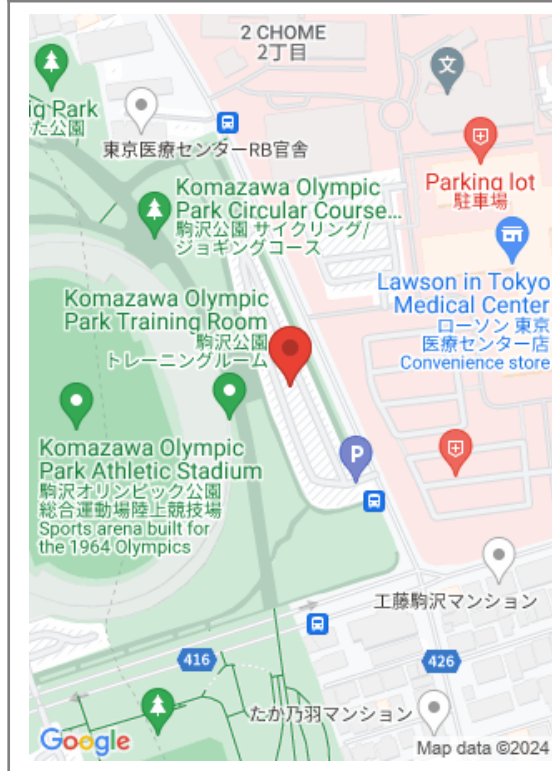 2 CHOME
2丁目
iq Park
った公園
東京医療センターRB官舎
Komazawa Olympic
Park Circular Course...
駒沢公園 サイクリング/
ジョギングコース
文
Parking lot
駐車場
Lawson in Tokyo
Medical Center
ローソン 東京
医療センター店
Convenience store
Komazawa Olympic
Park Training Room
駒沢公園
トレーニングルーム
P
Komazawa Olympic
Park Athletic Stadium
駒沢オリンピック公園
総合運動場陸上競技場
Sports arena built for
the 1964 Olympics
工藤駒沢マンション
416
426
たか乃羽マンション
Google
Map data ©2024